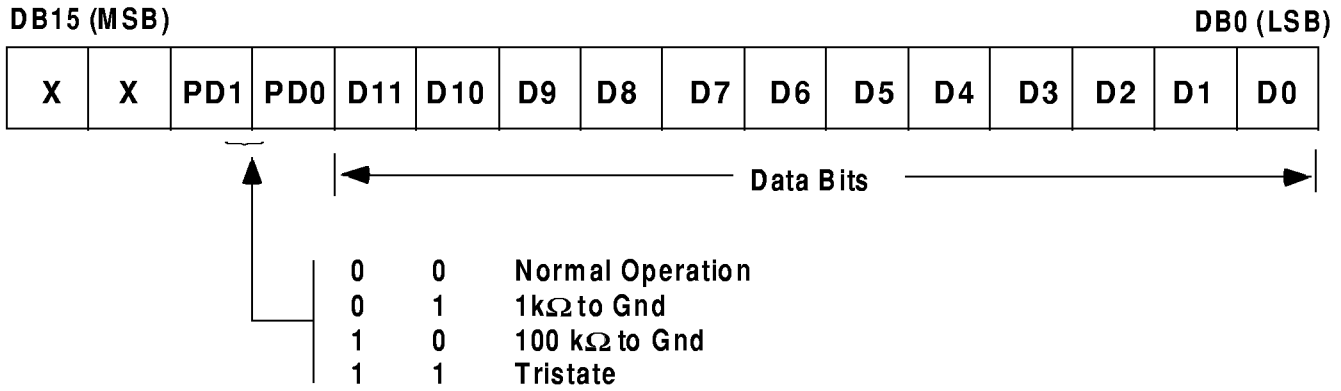 DB15 (MSB) DB0 (LSB)
X X PD1 PD0 D11 D10 D9 D8 D7 D6 D5 D4 D3 D2 D1 D0
Data Bits
0 0 Normal Operation
0 1 1kΩ to Gnd
1 0 100 kΩ to Gnd
1 1 Tristate